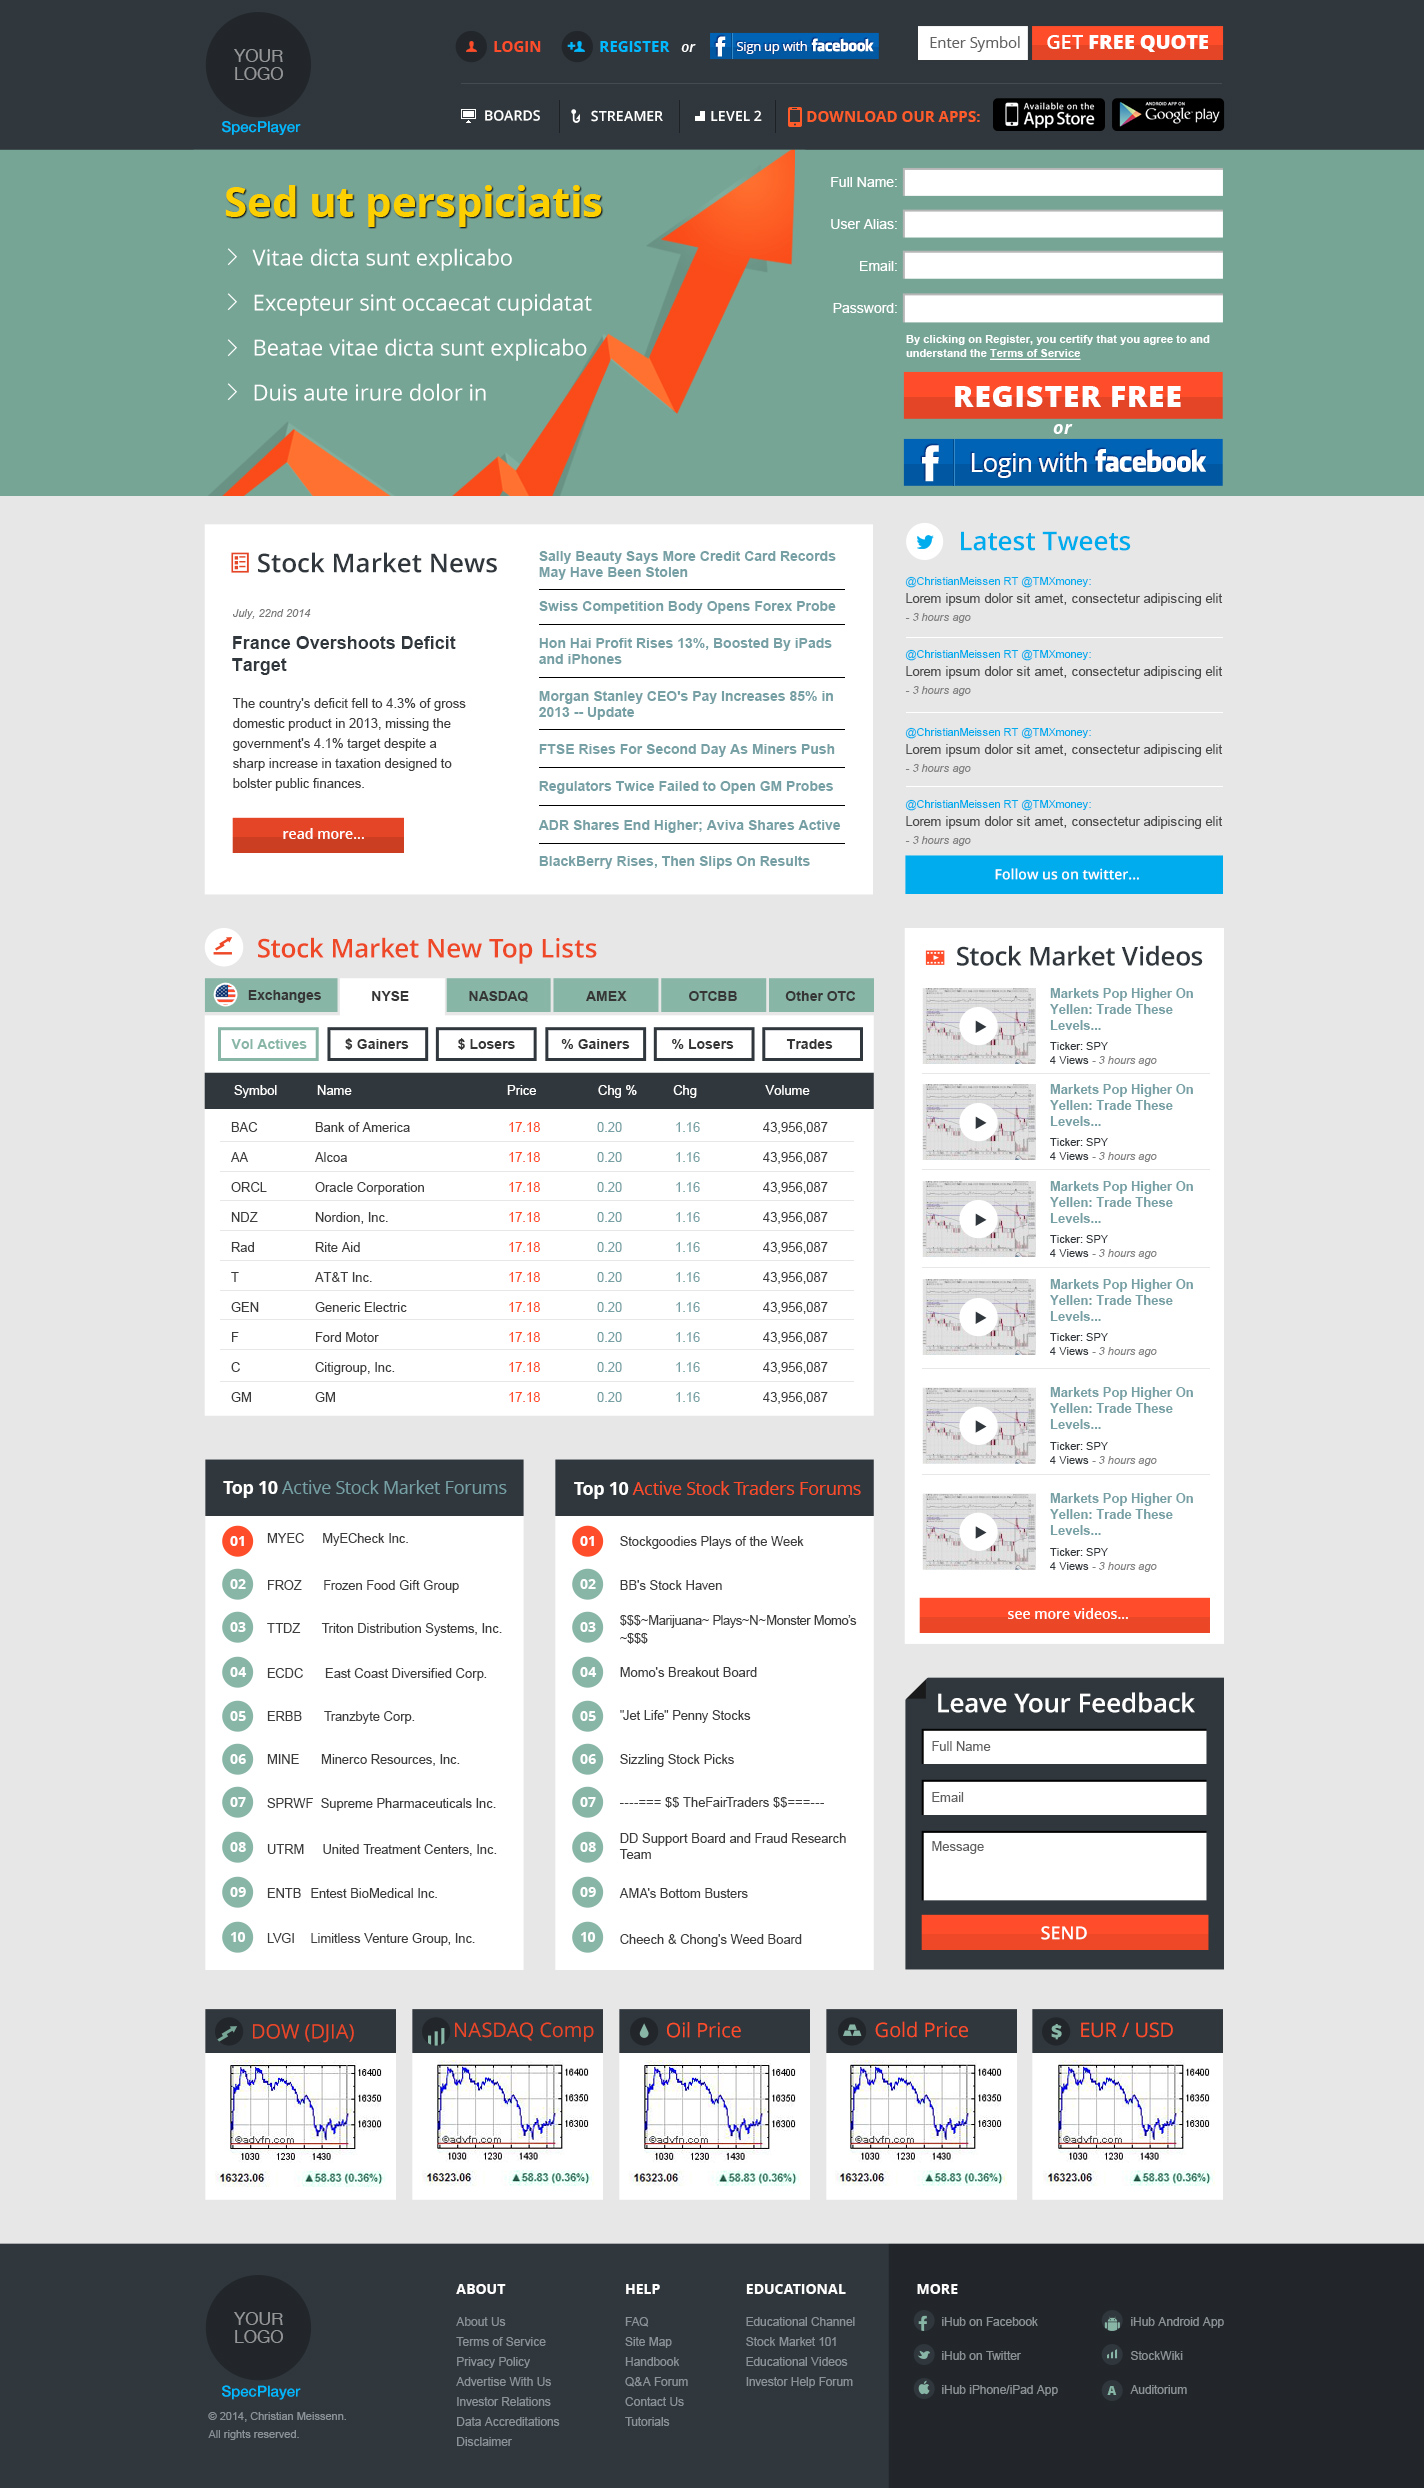 YOUR
LOGO
SpecPlayer
LOGIN
REGISTER or
f Sign up with facebook
Enter Symbol
GET FREE QUOTE
BOARDS
STREAMER
LEVEL 2
DOWNLOAD OUR APPS:
Available on the
App Store
ANDROID APP ON
Google play
Sed ut perspiciatis
Vitae dicta sunt explicabo
Excepteur sint occaecat cupidatat
Beatae vitae dicta sunt explicabo
Duis aute irure dolor in
Full Name:
User Alias:
Email:
Password:
By clicking on Register, you certify that you agree to and
understand the Terms of Service
REGISTER FREE
or
f Login with facebook
Stock Market News
July, 22nd 2014
France Overshoots Deficit
Target
The country's deficit fell to 4.3% of gross
domestic product in 2013, missing the
government's 4.1% target despite a
sharp increase in taxation designed to
bolster public finances.
read more...
Sally Beauty Says More Credit Card Records
May Have Been Stolen
Swiss Competition Body Opens Forex Probe
Hon Hai Profit Rises 13%, Boosted By iPads
and iPhones
Morgan Stanley CEO's Pay Increases 85% in
2013 -- Update
FTSE Rises For Second Day As Miners Push
Regulators Twice Failed to Open GM Probes
ADR Shares End Higher; Aviva Shares Active
BlackBerry Rises, Then Slips On Results
Latest Tweets
@ChristianMeissen RT @TMXmoney:
Lorem ipsum dolor sit amet, consectetur adipiscing elit
- 3 hours ago
@ChristianMeissen RT @TMXmoney:
Lorem ipsum dolor sit amet, consectetur adipiscing elit
- 3 hours ago
@ChristianMeissen RT @TMXmoney:
Lorem ipsum dolor sit amet, consectetur adipiscing elit
- 3 hours ago
@ChristianMeissen RT @TMXmoney:
Lorem ipsum dolor sit amet, consectetur adipiscing elit
- 3 hours ago
Follow us on twitter...
Stock Market New Top Lists
Exchanges NYSE NASDAQ AMEX OTCBB Other OTC
Vol Actives $ Gainers $ Losers % Gainers % Losers Trades
Symbol Name Price Chg % Chg Volume
BAC Bank of America 17.18 0.20 1.16 43,956,087
AA Alcoa 17.18 0.20 1.16 43,956,087
ORCL Oracle Corporation 17.18 0.20 1.16 43,956,087
NDZ Nordion, Inc. 17.18 0.20 1.16 43,956,087
Rad Rite Aid 17.18 0.20 1.16 43,956,087
T AT&T Inc. 17.18 0.20 1.16 43,956,087
GEN Generic Electric 17.18 0.20 1.16 43,956,087
F Ford Motor 17.18 0.20 1.16 43,956,087
C Citigroup, Inc. 17.18 0.20 1.16 43,956,087
GM GM 17.18 0.20 1.16 43,956,087
Stock Market Videos
Markets Pop Higher On
Yellen: Trade These
Levels...
Ticker: SPY
4 Views - 3 hours ago
Markets Pop Higher On
Yellen: Trade These
Levels...
Ticker: SPY
4 Views - 3 hours ago
Markets Pop Higher On
Yellen: Trade These
Levels...
Ticker: SPY
4 Views - 3 hours ago
Markets Pop Higher On
Yellen: Trade These
Levels...
Ticker: SPY
4 Views - 3 hours ago
Markets Pop Higher On
Yellen: Trade These
Levels...
Ticker: SPY
4 Views - 3 hours ago
Markets Pop Higher On
Yellen: Trade These
Levels...
Ticker: SPY
4 Views - 3 hours ago
see more videos...
Top 10 Active Stock Market Forums
01 MYEC MyECheck Inc.
02 FROZ Frozen Food Gift Group
03 TTDZ Triton Distribution Systems, Inc.
04 ECDC East Coast Diversified Corp.
05 ERBB Tranzbyte Corp.
06 MINE Minerco Resources, Inc.
07 SPRWF Supreme Pharmaceuticals Inc.
08 UTRM United Treatment Centers, Inc.
09 ENTB Entest BioMedical Inc.
10 LVGI Limitless Venture Group, Inc.
Top 10 Active Stock Traders Forums
01 Stockgoodies Plays of the Week
02 BB's Stock Haven
03 $$$~Marijuana~ Plays~N~Monster Momo's
~$$$
04 Momo's Breakout Board
05 "Jet Life" Penny Stocks
06 Sizzling Stock Picks
07 ----=== $$ TheFairTraders $$===---
08 DD Support Board and Fraud Research
Team
09 AMA's Bottom Busters
10 Cheech & Chong's Weed Board
Leave Your Feedback
Full Name
Email
Message
SEND
DOW (DJIA)
16400
16350
16300
©advfn.com
1030 1230 1430
16323.06 ▲58.83 (0.36%)
NASDAQ Comp
16400
16350
16300
©advfn.com
1030 1230 1430
16323.06 ▲58.83 (0.36%)
Oil Price
16400
16350
16300
©advfn.com
1030 1230 1430
16323.06 ▲58.83 (0.36%)
Gold Price
16400
16350
16300
©advfn.com
1030 1230 1430
16323.06 ▲58.83 (0.36%)
$ EUR / USD
16400
16350
16300
©advfn.com
1030 1230 1430
16323.06 ▲58.83 (0.36%)
YOUR
LOGO
SpecPlayer
© 2014, Christian Meissenn.
All rights reserved.
ABOUT
About Us
Terms of Service
Privacy Policy
Advertise With Us
Investor Relations
Data Accreditations
Disclaimer
HELP
FAQ
Site Map
Handbook
Q&A Forum
Contact Us
Tutorials
EDUCATIONAL
Educational Channel
Stock Market 101
Educational Videos
Investor Help Forum
MORE
f iHub on Facebook
iHub on Twitter
iHub iPhone/iPad App
iHub Android App
StockWiki
A Auditorium